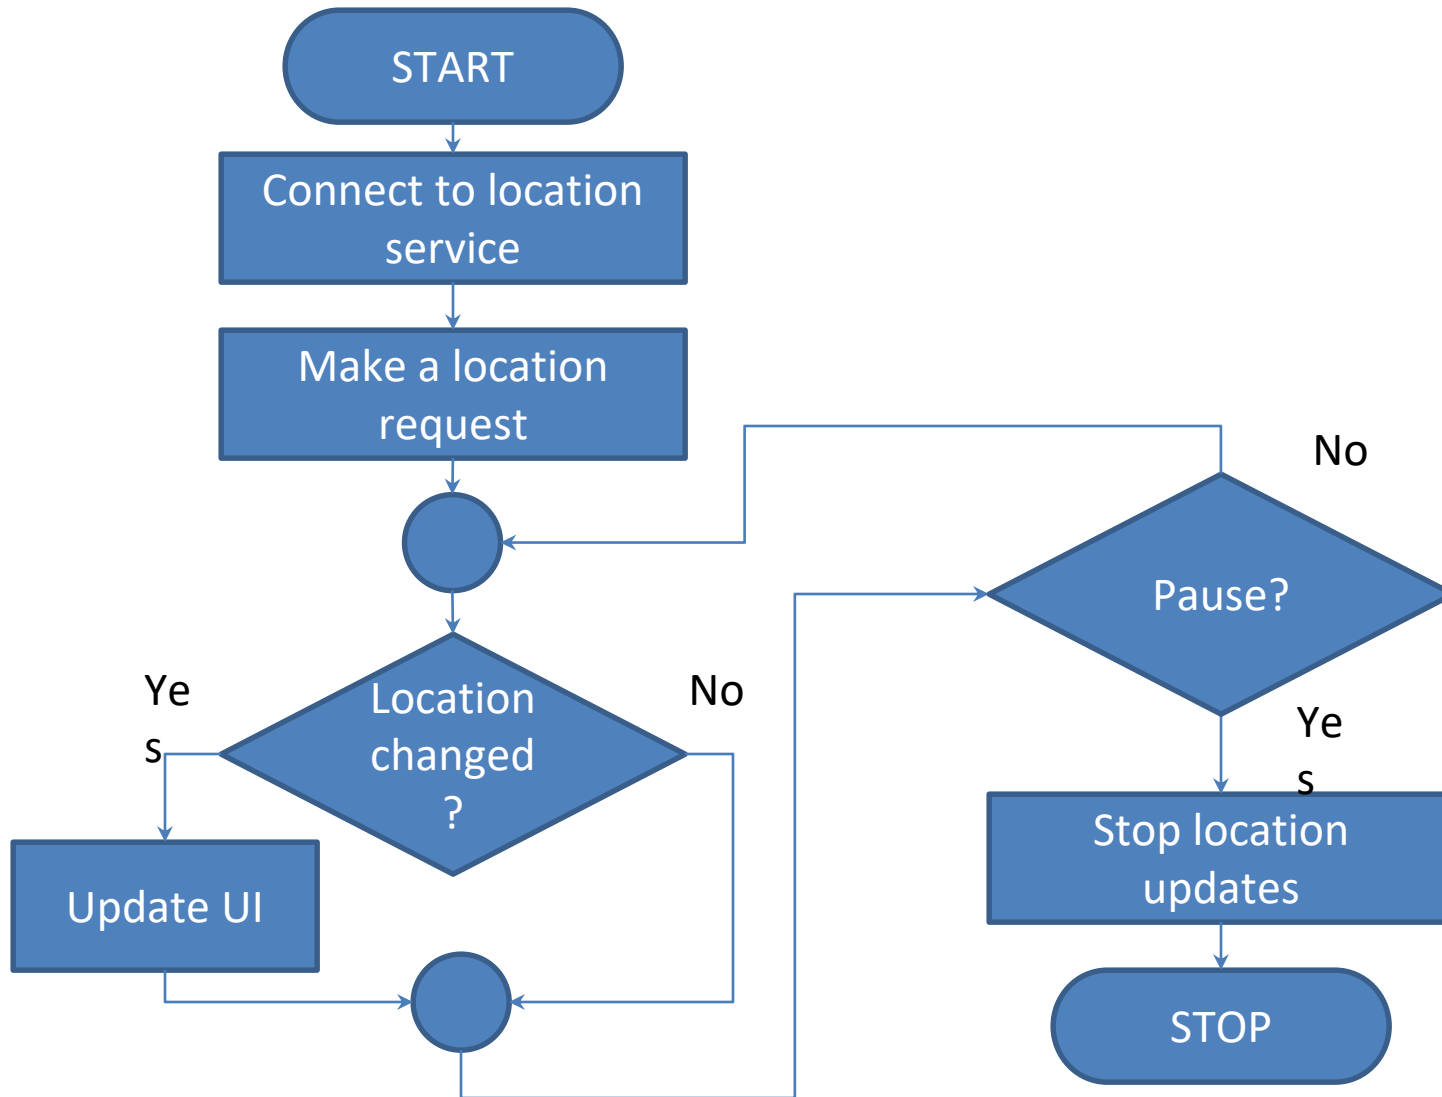 START
Connect to location
service
Make a location
request
No
Pause?
Ye
s
No
Location
changed
?
Ye
s
Stop location
updates
Update UI
STOP